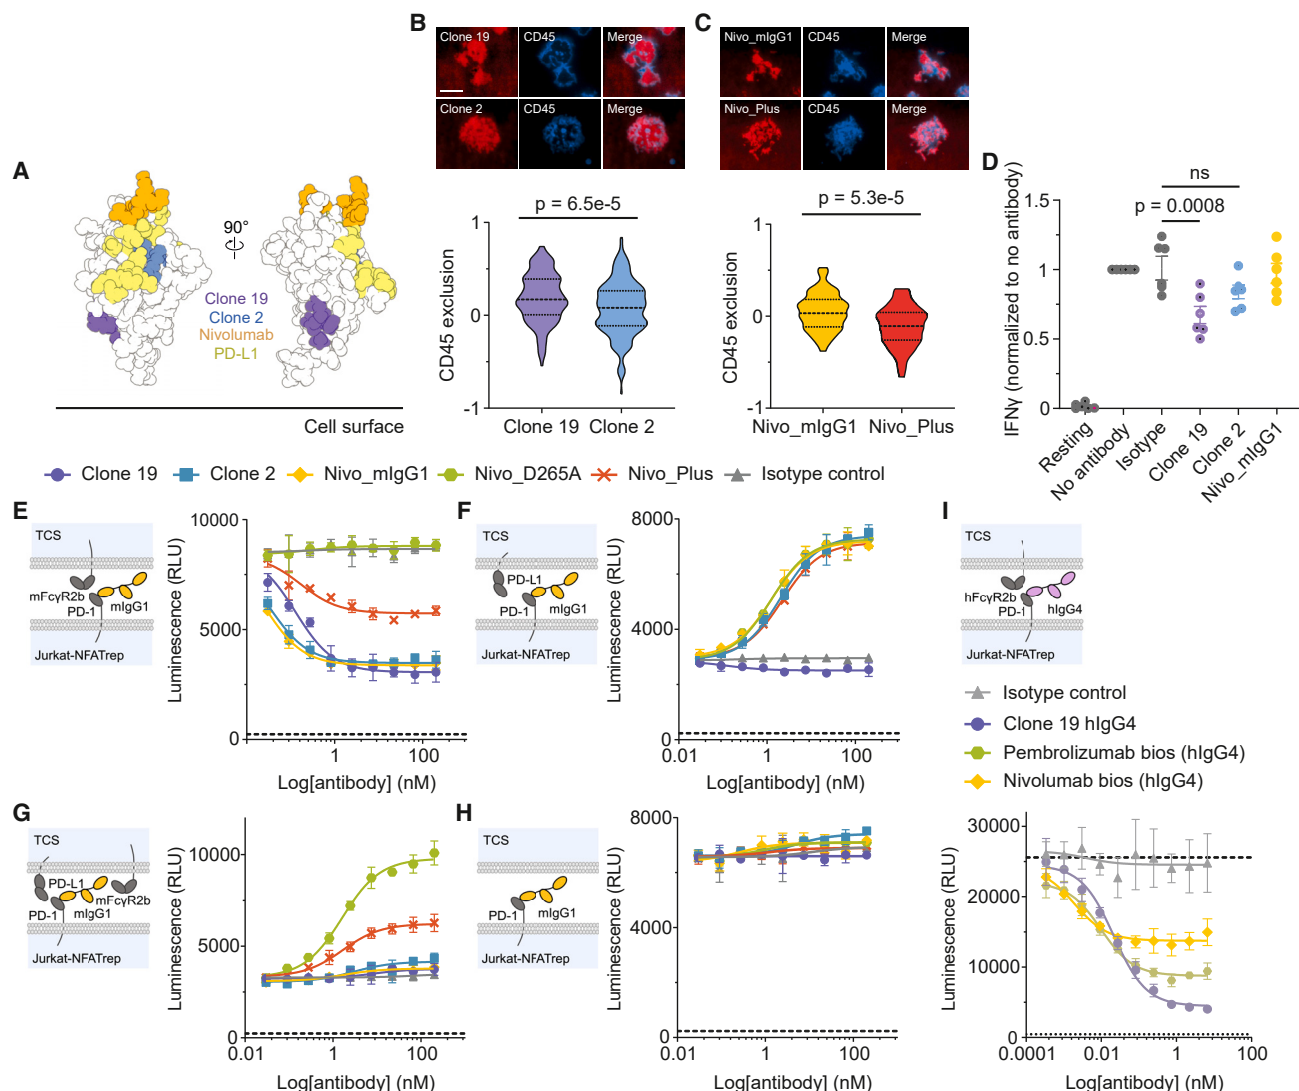 A
90°
Clone 19
Clone 2
Nivolumab
PD-L1
Cell surface
B
Clone 19
CD45
Merge
Clone 2
CD45
Merge
p = 6.5e-5
CD45 exclusion
1
0
-1
Clone 19
Clone 2
C
Nivo_mIgG1
CD45
Merge
Nivo_Plus
CD45
Merge
p = 5.3e-5
CD45 exclusion
1
0
-1
Nivo_mIgG1
Nivo_Plus
D
ns
p = 0.0008
IFNγ (normalized to no antibody)
1.5
1
0.5
0
Resting
No antibody
Isotype
Clone 19
Clone 2
Nivo_mIgG1
Clone 19
Clone 2
Nivo_mIgG1
Nivo_D265A
Nivo_Plus
Isotype control
E
TCS
mFcγR2b
PD-1
mIgG1
Jurkat-NFATrep
Luminescence (RLU)
10000
5000
0
1
100
Log[antibody] (nM)
F
TCS
PD-L1
PD-1
mIgG1
Jurkat-NFATrep
Luminescence (RLU)
8000
4000
0
0.01
1
100
Log[antibody] (nM)
G
TCS
PD-L1
mFcγR2b
PD-1
mIgG1
Jurkat-NFATrep
Luminescence (RLU)
10000
5000
0
0.01
1
100
Log[antibody] (nM)
H
TCS
PD-1
mIgG1
Jurkat-NFATrep
Luminescence (RLU)
8000
4000
0
0.01
1
100
Log[antibody] (nM)
I
TCS
hFcγR2b
PD-1
hIgG4
Jurkat-NFATrep
Isotype control
Clone 19 hIgG4
Pembrolizumab bios (hIgG4)
Nivolumab bios (hIgG4)
Luminescence (RLU)
30000
20000
10000
0
0.0001
0.01
1
100
Log[antibody] (nM)